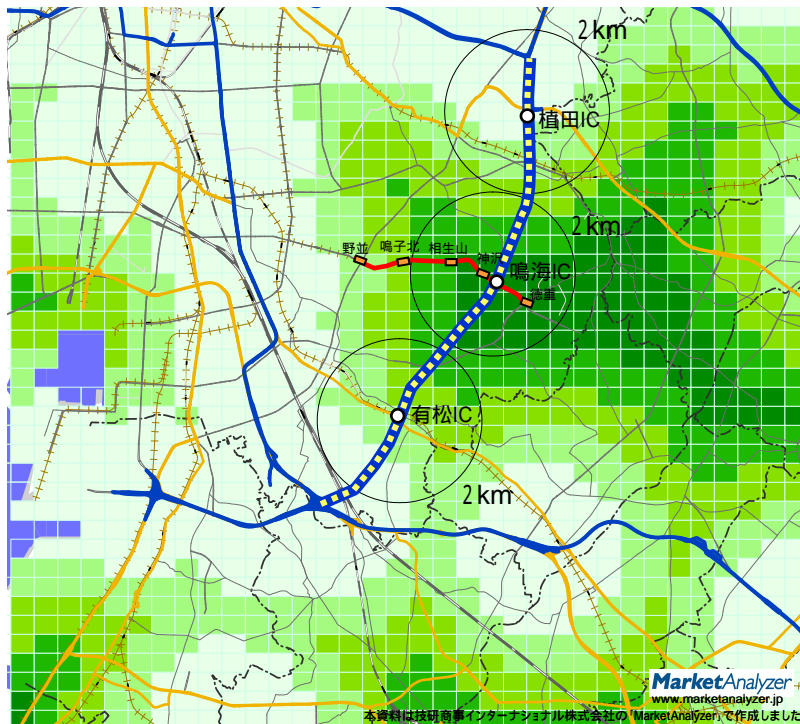 2km
植田IC
2km
野並
鳴子北
相生山
神沢
鳴海IC
徳重
有松IC
2km
MarketAnalyzer
www.marketanalyzer.jp
本資料は技研商事インターナショナル株式会社の「MarketAnalyzer」で作成しました